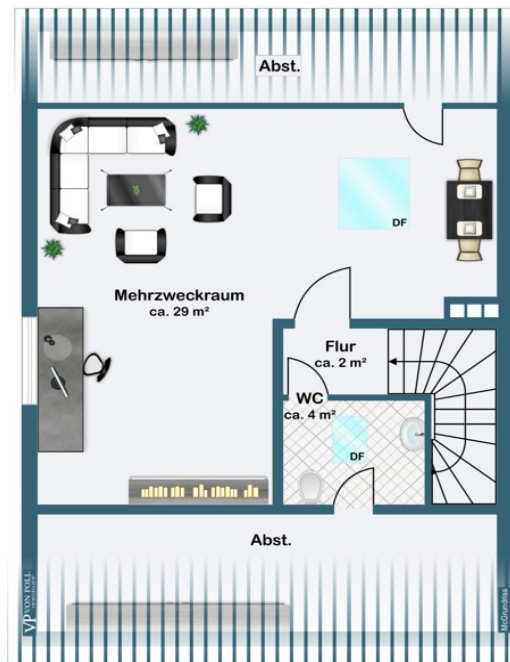 Abst.
DF
Mehrzweckraum
ca. 29 m²
Flur
ca. 2 m²
WC
ca. 4 m²
DF
Abst.
VP VON POLL
McGrundriss